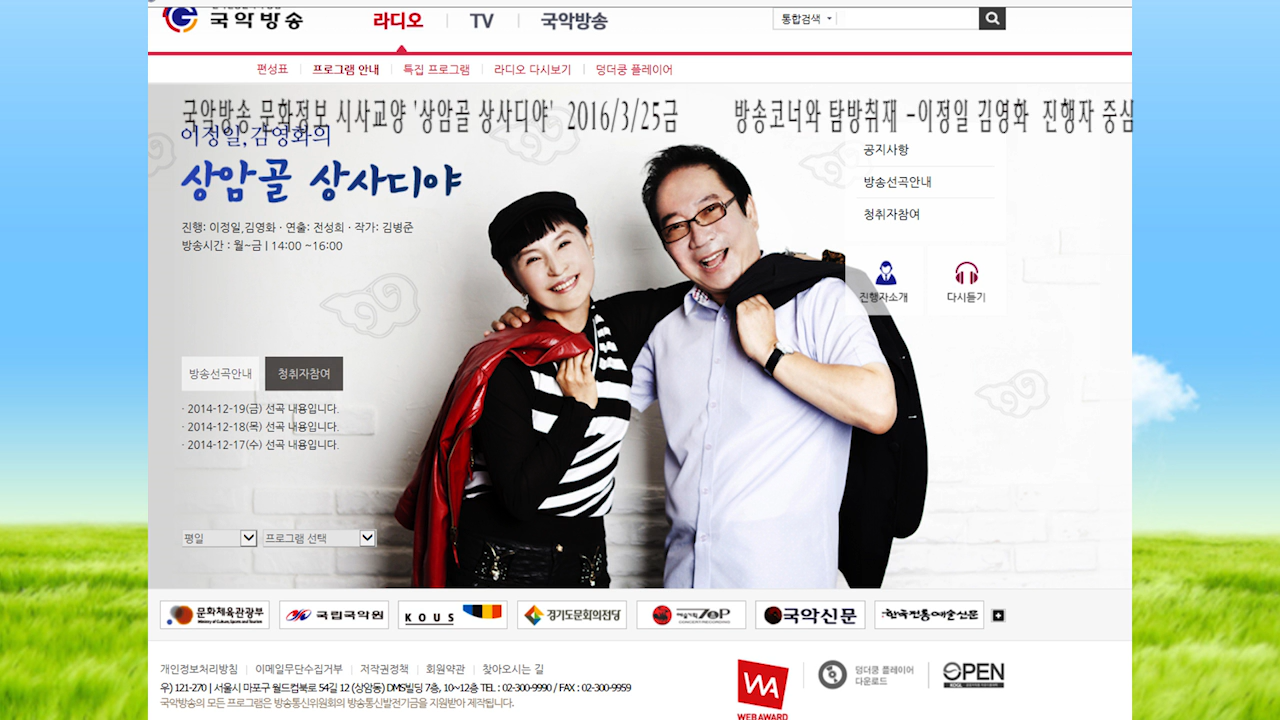 국악방송
라디오 TV 국악방송
통합검색
편성표 프로그램 안내 특집 프로그램 라디오 다시보기 덩더쿵 플레이어
국악방송 문화정보 시사교양 '상암골 상사디야' 2016/3/25금 방송코너와 탐방취재 -이정일 김영화 진행자 중심
이정일,김영화의
상암골 상사디야
진행: 이정일,김영화 · 연출: 전성희 · 작가: 김병준
방송시간 : 월~금 | 14:00 ~16:00
공지사항
방송선곡안내
청취자참여
진행자소개 다시듣기
방송선곡안내 청취자참여
· 2014-12-19(금) 선곡 내용입니다.
· 2014-12-18(목) 선곡 내용입니다.
· 2014-12-17(수) 선곡 내용입니다.
평일 프로그램 선택
문화체육관광부 국립국악원 KOUS 경기도문화의전당 TOP 국악신문 한국전통예술신문
Ministry of Culture, Sports and Tourism
개인정보처리방침 이메일무단수집거부 저작권정책 회원약관 찾아오시는 길
우) 121-270 | 서울시 마포구 월드컵북로 54길 12 (상암동) DMS빌딩 7층, 10~12층 TEL : 02-300-9990 / FAX : 02-300-9959
국악방송의 모든 프로그램은 방송통신위원회의 방송통신발전기금을 지원받아 제작됩니다.
WA
WEB AWARD
덩더쿵 플레이어
다운로드
OPEN